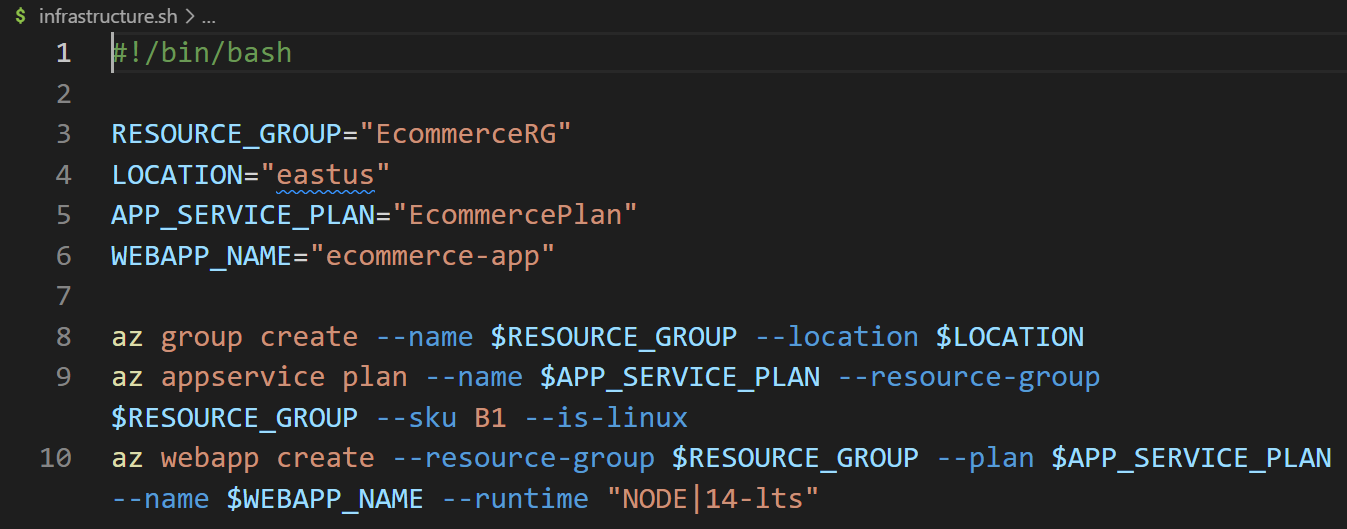 $ infrastructure.sh > ...
1 #!/bin/bash
2
3 RESOURCE_GROUP="EcommerceRG"
4 LOCATION="eastus"
5 APP_SERVICE_PLAN="EcommercePlan"
6 WEBAPP_NAME="ecommerce-app"
7
8 az group create --name $RESOURCE_GROUP --location $LOCATION
9 az appservice plan --name $APP_SERVICE_PLAN --resource-group
$RESOURCE_GROUP --sku B1 --is-linux
10 az webapp create --resource-group $RESOURCE_GROUP --plan $APP_SERVICE_PLAN
--name $WEBAPP_NAME --runtime "NODE|14-lts"